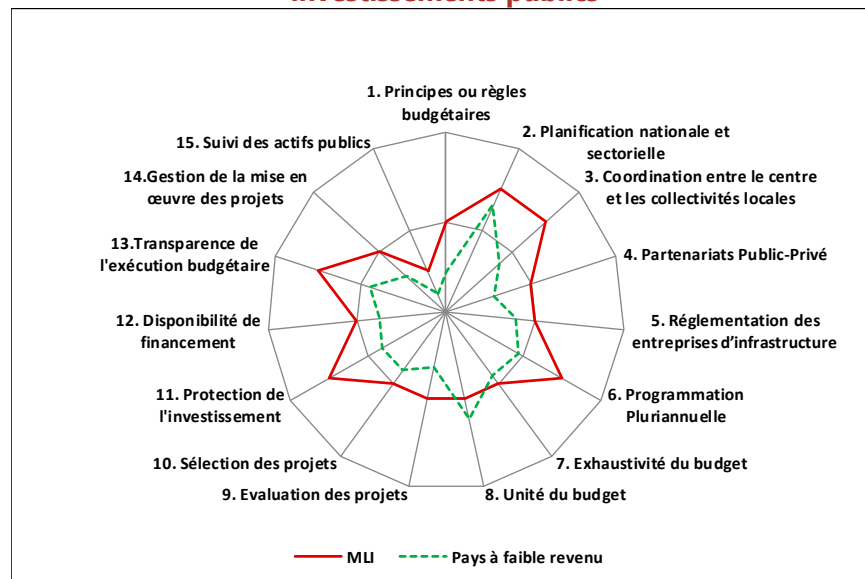 investissements publics
1. Principes ou règles
budgétaires
2. Planification nationale et
sectorielle
3. Coordination entre le centre
et les collectivités locales
4. Partenariats Public-Privé
5. Réglementation des
entreprises d'infrastructure
6. Programmation
Pluriannuelle
7. Exhaustivité du budget
8. Unité du budget
9. Evaluation des projets
10. Sélection des projets
11. Protection de
l'investissement
12. Disponibilité de
financement
13.Transparence de
l'exécution budgétaire
14.Gestion de la mise en
œuvre des projets
15. Suivi des actifs publics
MLI
Pays à faible revenu